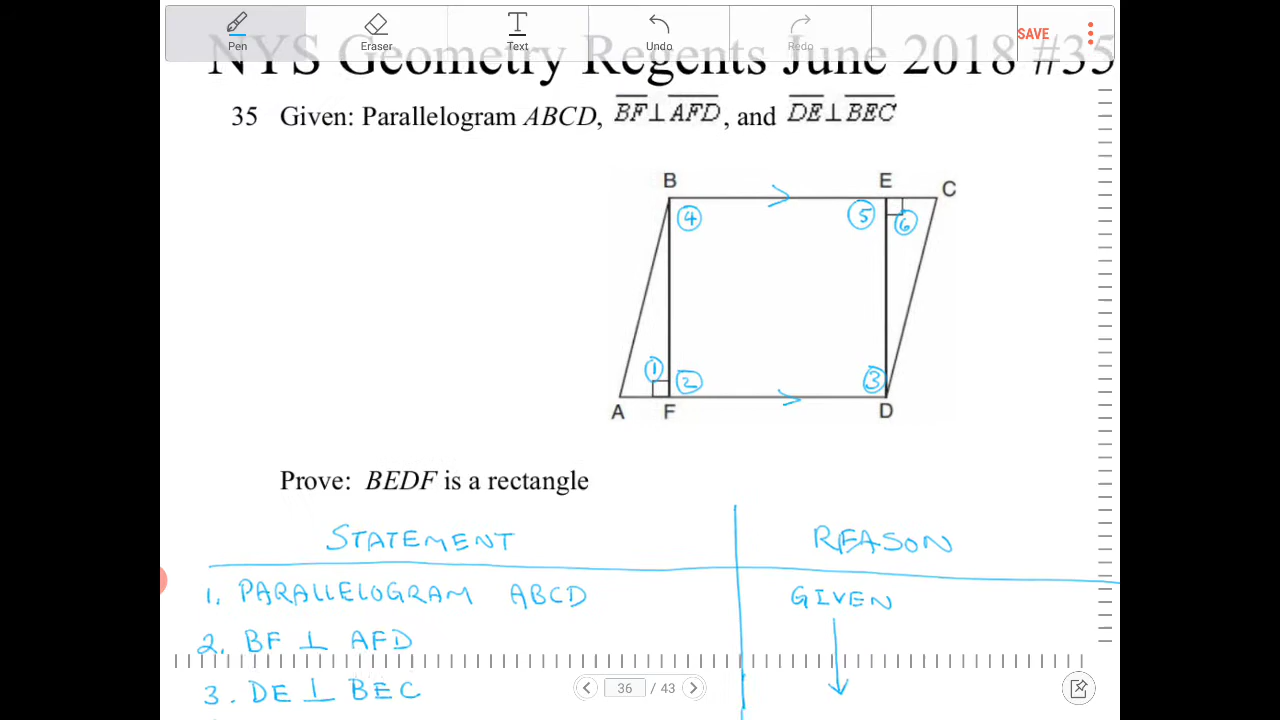 Pen Eraser Text Undo Redo SAVE
NYS Geometry Regents June 2018 #35
35 Given: Parallelogram ABCD, BF ⊥ AFD, and DE ⊥ BEC
B E C
④ ⑤ ⑥
① ② ③
A F D
Prove: BEDF is a rectangle
STATEMENT REASON
1. PARALLELOGRAM ABCD GIVEN
2. BF ⊥ AFD
3. DE ⊥ BEC
36 / 43